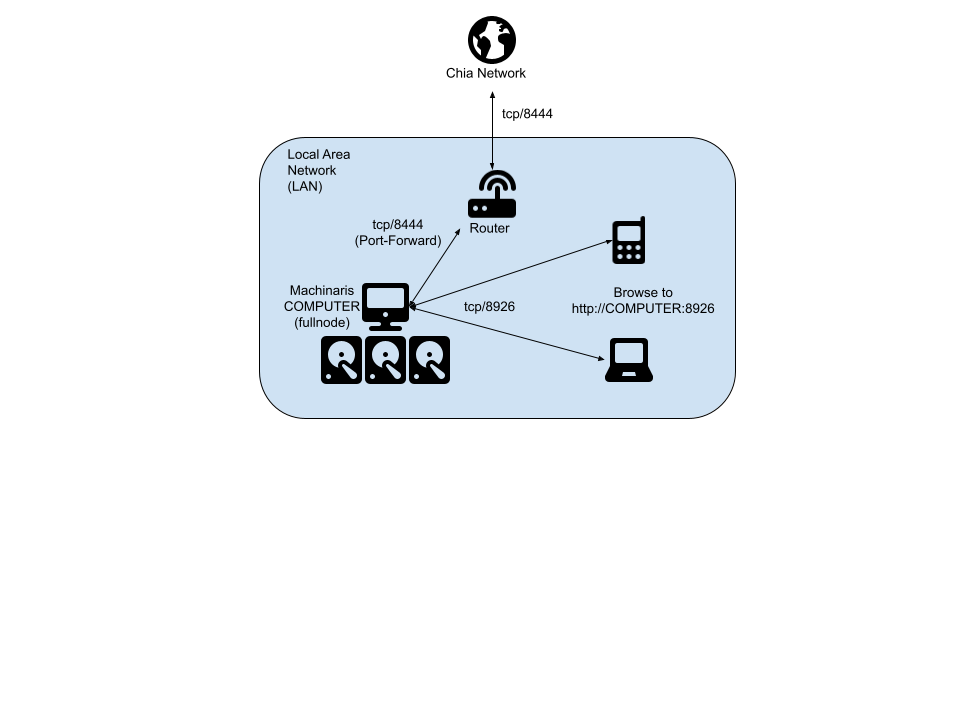 Chia Network
tcp/8444
Local Area
Network
(LAN)
tcp/8444
(Port-Forward)
Router
Machinaris
COMPUTER
(fullnode)
tcp/8926
Browse to
http://COMPUTER:8926